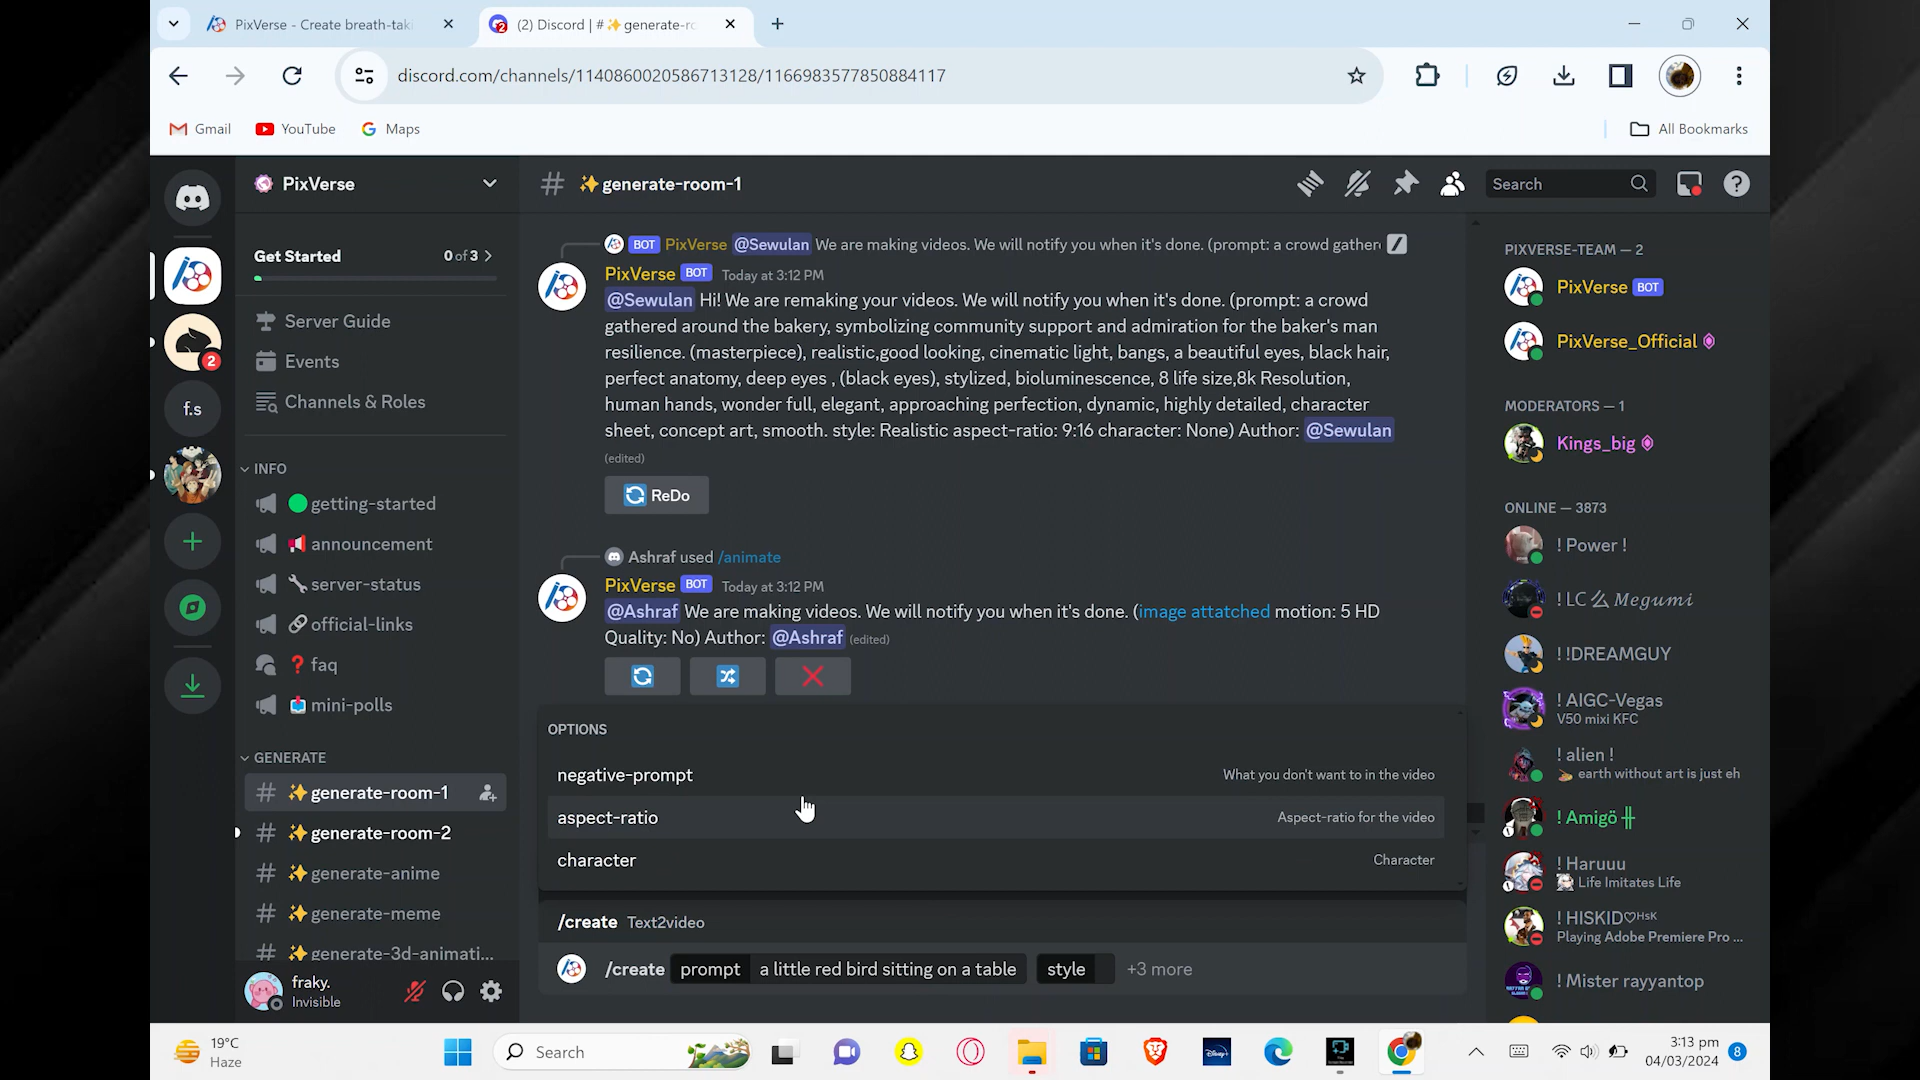 PixVerse - Create breath-taki
(2) Discord | #✨generate-ro
discord.com/channels/1140860020586713128/1166983577850884117
Gmail
YouTube
Maps
All Bookmarks
PixVerse
# ✨generate-room-1
Search
Get Started
0 of 3
Server Guide
Events
Channels & Roles
INFO
getting-started
announcement
server-status
official-links
faq
mini-polls
GENERATE
# ✨generate-room-1
# ✨generate-room-2
# ✨generate-anime
# ✨generate-meme
# ✨generate-3d-animati...
2
f.s
fraky.
Invisible
BOT PixVerse @Sewulan We are making videos. We will notify you when it's done. (prompt: a crowd gather
PixVerse BOT Today at 3:12 PM
@Sewulan Hi! We are remaking your videos. We will notify you when it's done. (prompt: a crowd
gathered around the bakery, symbolizing community support and admiration for the baker's man
resilience. (masterpiece), realistic,good looking, cinematic light, bangs, a beautiful eyes, black hair,
perfect anatomy, deep eyes , (black eyes), stylized, bioluminescence, 8 life size,8k Resolution,
human hands, wonder full, elegant, approaching perfection, dynamic, highly detailed, character
sheet, concept art, smooth. style: Realistic aspect-ratio: 9:16 character: None) Author: @Sewulan
(edited)
ReDo
Ashraf used /animate
PixVerse BOT Today at 3:12 PM
@Ashraf We are making videos. We will notify you when it's done. (image attatched motion: 5 HD
Quality: No) Author: @Ashraf (edited)
OPTIONS
negative-prompt What you don't want to in the video
aspect-ratio Aspect-ratio for the video
character Character
/create Text2video
/create prompt a little red bird sitting on a table style +3 more
PIXVERSE-TEAM — 2
PixVerse BOT
PixVerse_Official
MODERATORS — 1
Kings_big
ONLINE — 3873
! Power !
! LC ム Megumi
! !DREAMGUY
! AIGC-Vegas
V50 mixi KFC
! alien !
earth without art is just eh
! Amigö ╫
! Haruuu
Life Imitates Life
! HISKID♡ᴴˢᴷ
Playing Adobe Premiere Pro ...
! Mister rayyantop
19°C
Haze
Search
3:13 pm
04/03/2024
8